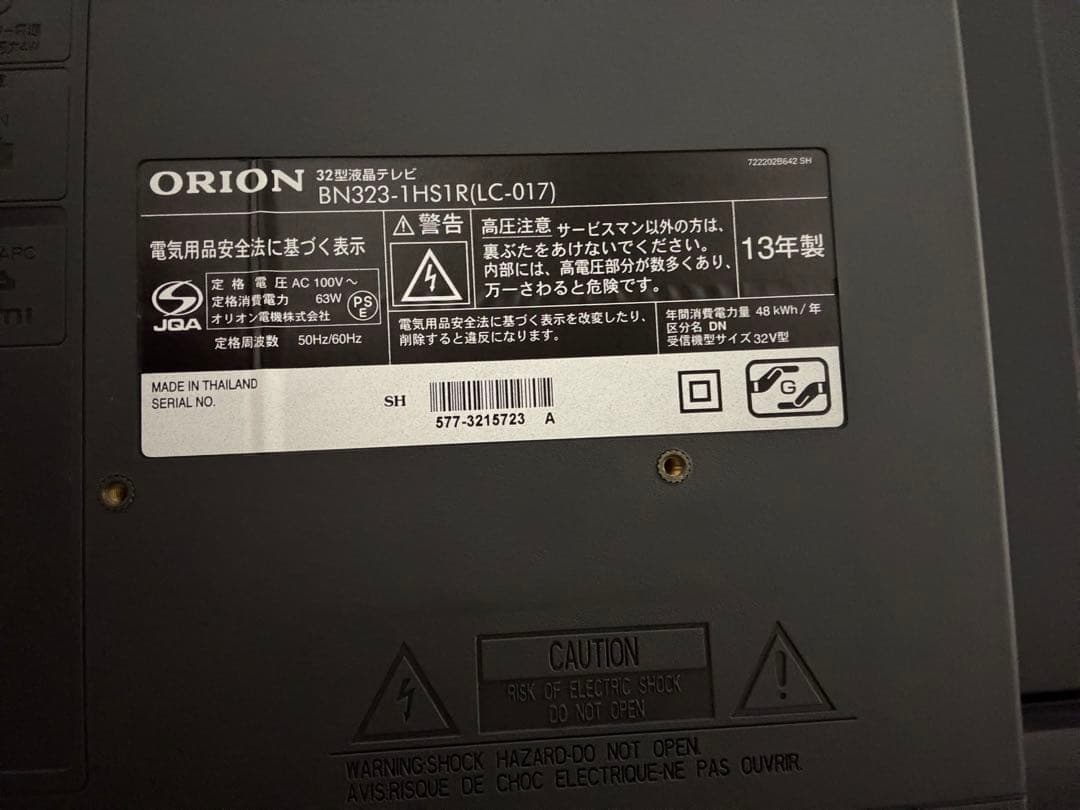 722202B642 SH
ORION
32型液晶テレビ
BN323-1HS1R(LC-017)
電気用品安全法に基づく表示
JQA
定格電圧 AC 100V～
定格消費電力 63W
オリオン電機株式会社
PS
E
定格周波数 50Hz/60Hz
警告
高圧注意 サービスマン以外の方は、
裏ぶたをあけないでください。
内部には、高電圧部分が数多くあり、
万一さわると危険です。
13年製
電気用品安全法に基づく表示を改変したり、
削除すると違反になります。
年間消費電力量 48 kWh/年
区分名 DN
受信機型サイズ 32V型
MADE IN THAILAND
SERIAL NO.
SH
577-3215723 A
G
ARC
CAUTION
RISK OF ELECTRIC SHOCK
DO NOT OPEN
WARNING:SHOCK HAZARD-DO NOT OPEN.
AVIS:RISQUE DE CHOC ELECTRIQUE-NE PAS OUVRIR.